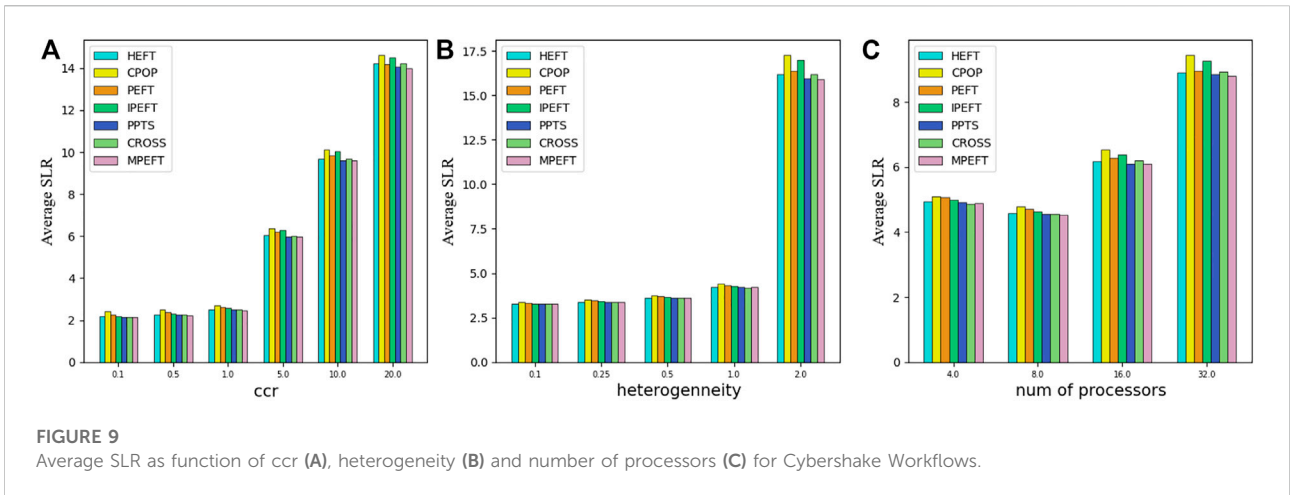 A
HEFT
CPOP
PEFT
IPEFT
PPTS
CROSS
MPEFT
Average SLR
14
12
10
8
6
4
2
0
0.1 0.5 1.0 5.0 10.0 20.0
ccr
B
HEFT
CPOP
PEFT
IPEFT
PPTS
CROSS
MPEFT
Average SLR
17.5
15.0
12.5
10.0
7.5
5.0
2.5
0.0
0.1 0.25 0.5 1.0 2.0
heterogenneity
C
HEFT
CPOP
PEFT
IPEFT
PPTS
CROSS
MPEFT
Average SLR
8
6
4
2
0
4.0 8.0 16.0 32.0
num of processors
FIGURE 9
Average SLR as function of ccr (A), heterogeneity (B) and number of processors (C) for Cybershake Workflows.